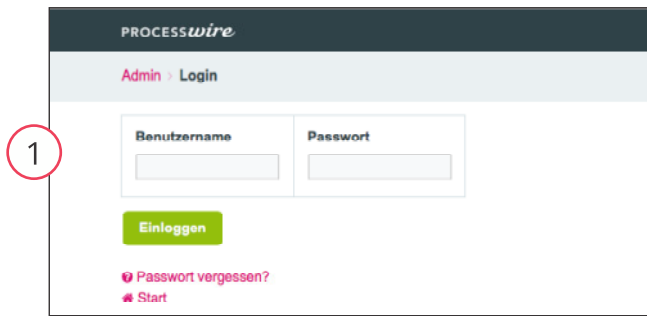 PROCESSwire
Admin > Login
1
Benutzername Passwort
Einloggen
Passwort vergessen?
Start